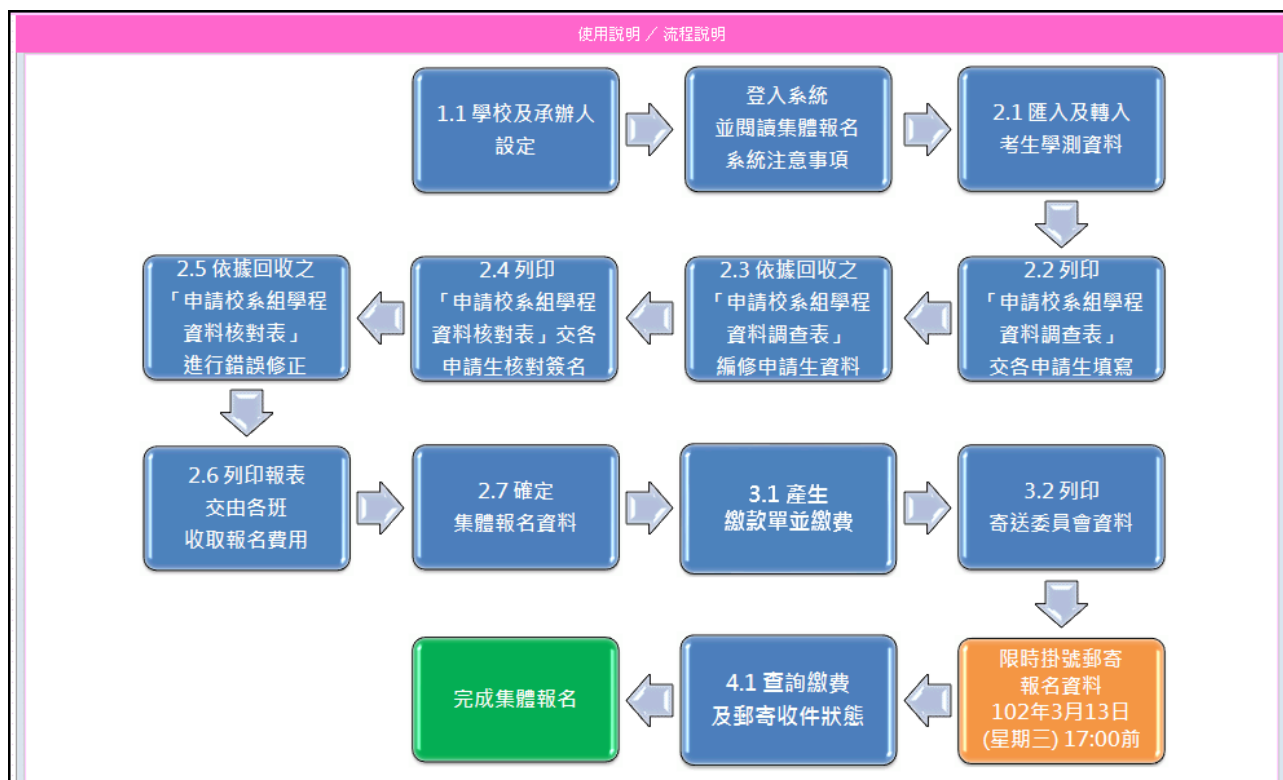 使用說明 ／ 流程說明
1.1 學校及承辦人
設定
登入系統
並閱讀集體報名
系統注意事項
2.1 匯入及轉入
考生學測資料
2.2 列印
「申請校系組學程
資料調查表」
交各申請生填寫
2.3 依據回收之
「申請校系組學程
資料調查表」
編修申請生資料
2.4 列印
「申請校系組學程
資料核對表」交各
申請生核對簽名
2.5 依據回收之
「申請校系組學程
資料核對表」
進行錯誤修正
2.6 列印報表
交由各班
收取報名費用
2.7 確定
集體報名資料
3.1 產生
繳款單並繳費
3.2 列印
寄送委員會資料
限時掛號郵寄
報名資料
102年3月13日
(星期三) 17:00前
4.1 查詢繳費
及郵寄收件狀態
完成集體報名